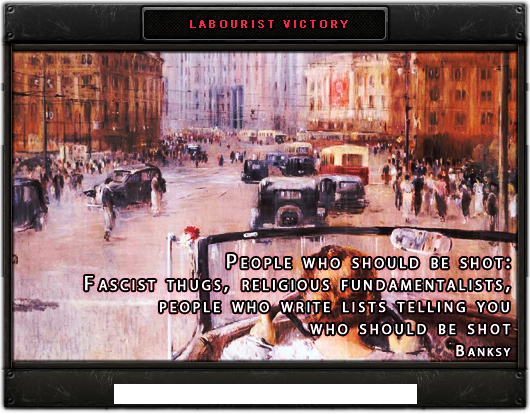 LABOURIST VICTORY
People who should be shot:
Fascist thugs, religious fundamentalists,
people who write lists telling you
who should be shot
Banksy